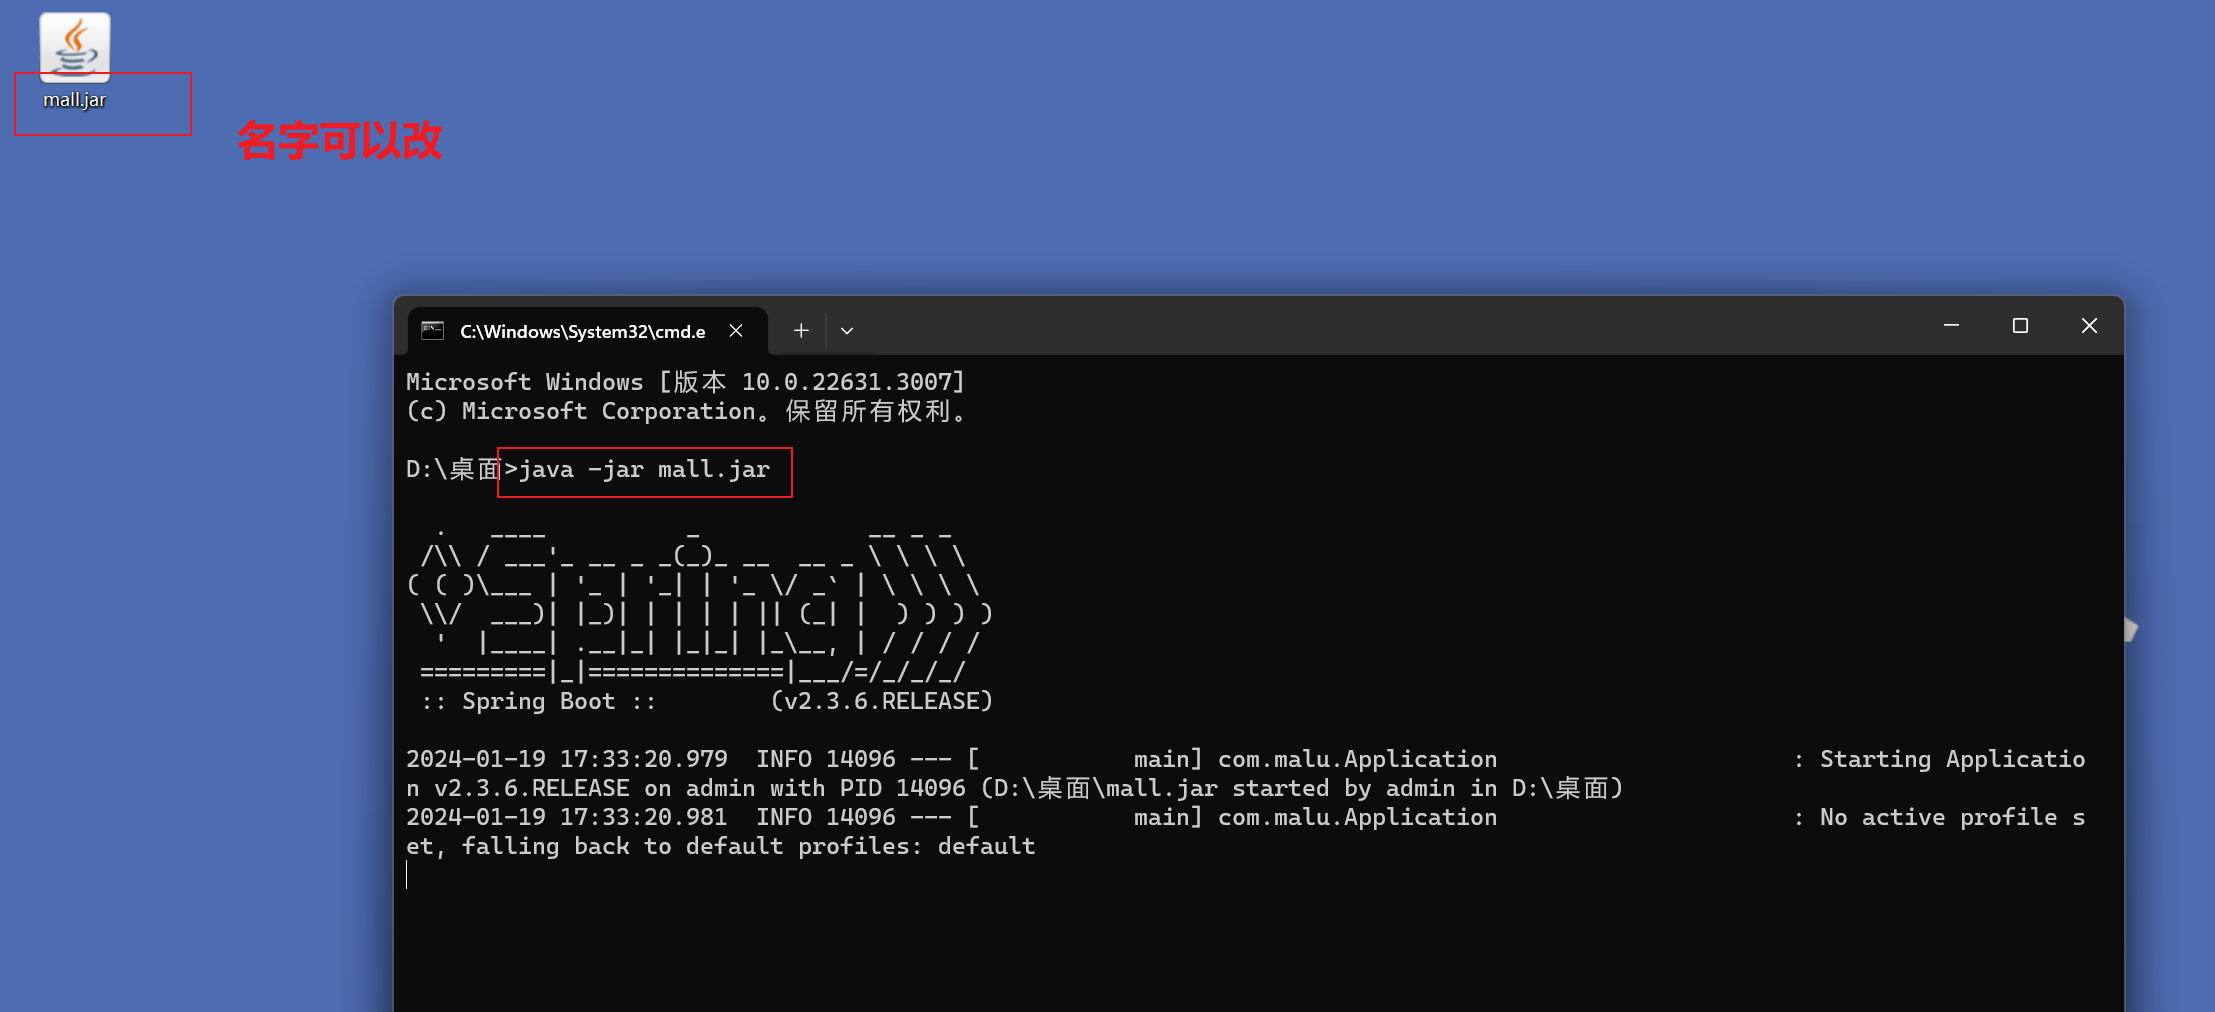 mall.jar
名字可以改
C:\Windows\System32\cmd.e
Microsoft Windows [版本 10.0.22631.3007]
(c) Microsoft Corporation。保留所有权利。
D:\桌面>java -jar mall.jar
  .   ____          _            __ _ _
 /\\ / ___'_ __ _ _(_)_ __  __ _ \ \ \ \
( ( )\___ | '_ | '_| | '_ \/ _` | \ \ \ \
 \\/  ___)| |_)| | | | | || (_| |  ) ) ) )
  '  |____| .__|_| |_|_| |_\__, | / / / /
 =========|_|==============|___/=/_/_/_/
 :: Spring Boot ::        (v2.3.6.RELEASE)
2024-01-19 17:33:20.979  INFO 14096 --- [           main] com.malu.Application                     : Starting Applicatio
n v2.3.6.RELEASE on admin with PID 14096 (D:\桌面\mall.jar started by admin in D:\桌面)
2024-01-19 17:33:20.981  INFO 14096 --- [           main] com.malu.Application                     : No active profile s
et, falling back to default profiles: default